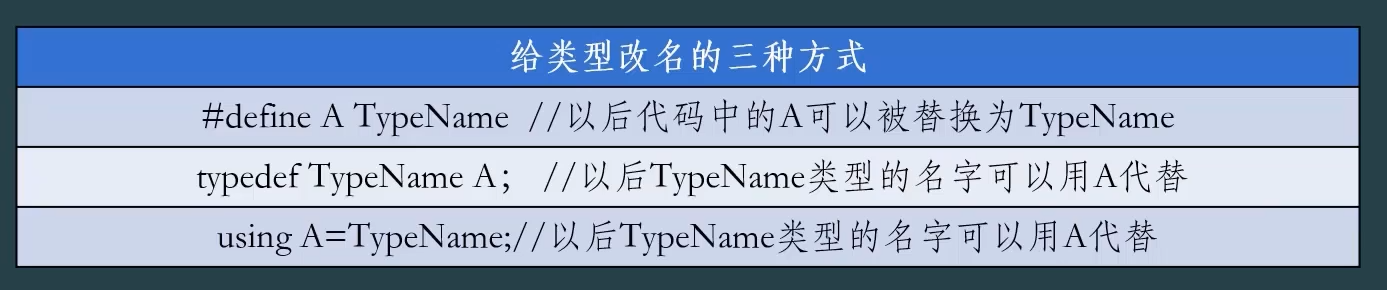 给类型改名的三种方式
#define A TypeName //以后代码中的A可以被替换为TypeName
typedef TypeName A； //以后TypeName类型的名字可以用A代替
using A=TypeName;//以后TypeName类型的名字可以用A代替